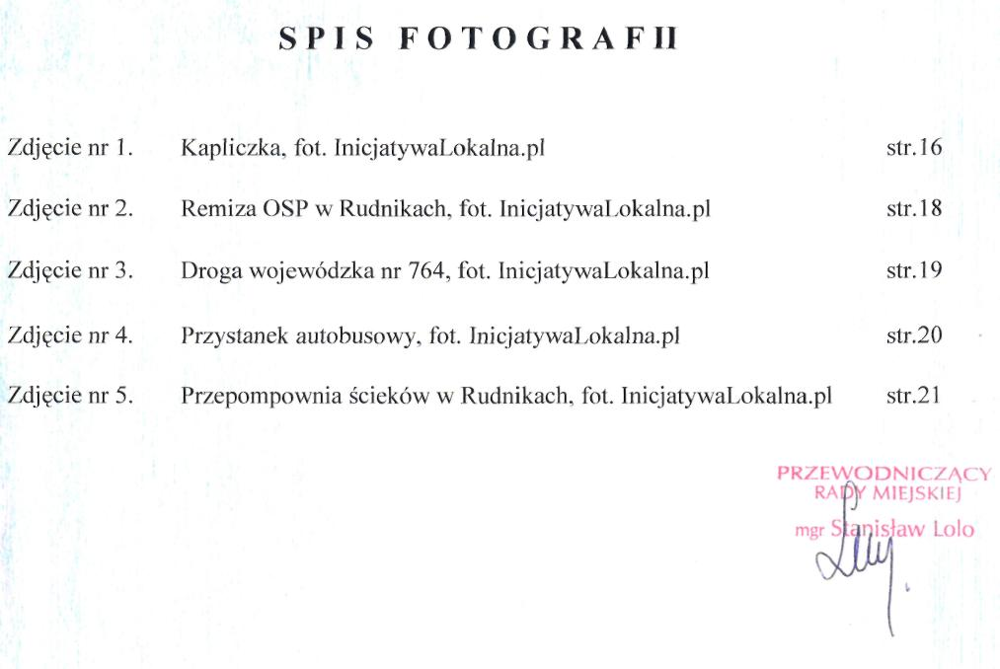 SPIS FOTOGRAFII
Zdjęcie nr 1. Kapliczka, fot. InicjatywaLokalna.pl str.16
Zdjęcie nr 2. Remiza OSP w Rudnikach, fot. InicjatywaLokalna.pl str.18
Zdjęcie nr 3. Droga wojewódzka nr 764, fot. InicjatywaLokalna.pl str.19
Zdjęcie nr 4. Przystanek autobusowy, fot. InicjatywaLokalna.pl str.20
Zdjęcie nr 5. Przepompownia ścieków w Rudnikach, fot. InicjatywaLokalna.pl str.21
PRZEWODNICZĄCY
RADY MIEJSKIEJ
mgr Stanisław Lolo